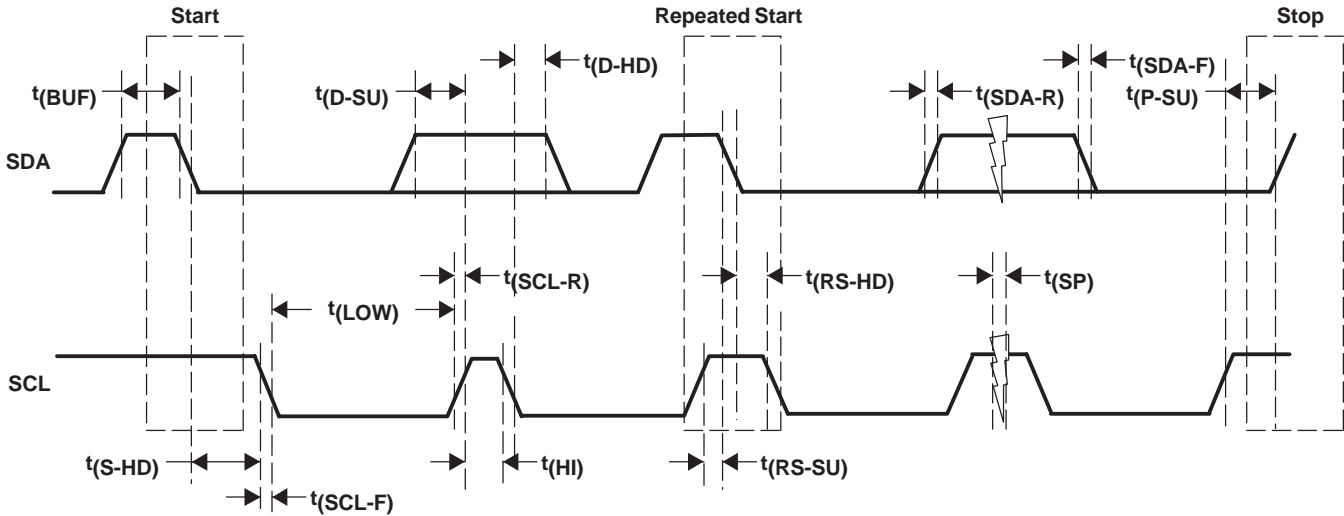 Start
Repeated Start
Stop
t(BUF)
t(D-SU)
t(D-HD)
t(SDA-R)
t(SDA-F)
t(P-SU)
SDA
t(SCL-R)
t(RS-HD)
t(SP)
t(LOW)
SCL
t(S-HD)
t(HI)
t(RS-SU)
t(SCL-F)